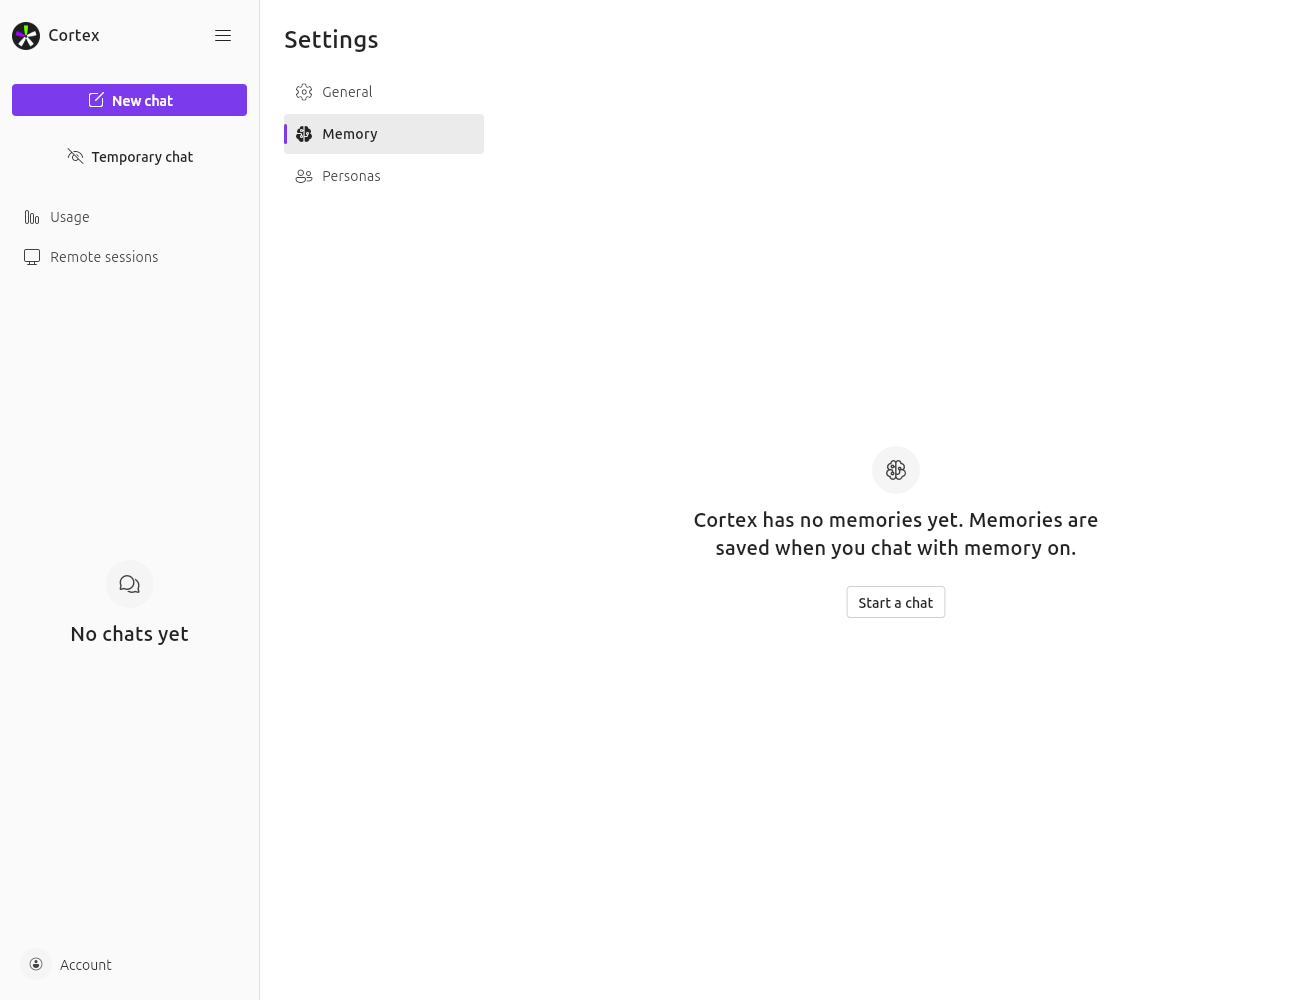 Cortex
New chat
Temporary chat
Usage
Remote sessions
No chats yet
Account
Settings
General
Memory
Personas
Cortex has no memories yet. Memories are
saved when you chat with memory on.
Start a chat